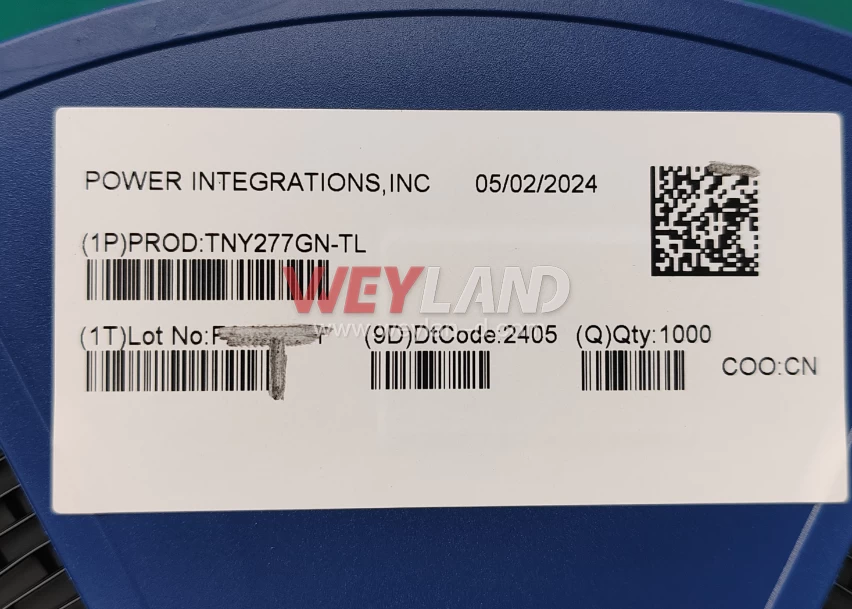 POWER INTEGRATIONS,INC 05/02/2024
(1P)PROD:TNY277GN-TL
WEYLAND
(1T)Lot No:F (9D)DtCode:2405 (Q)Qty:1000
COO:CN